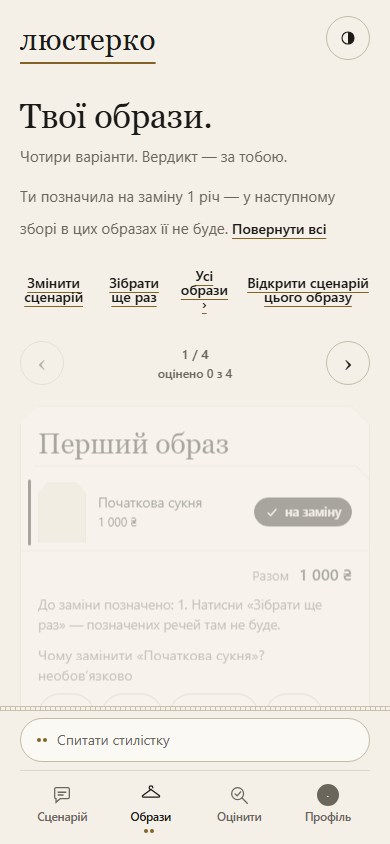 люстерко
Твої образи.
Чотири варіанти. Вердикт — за тобою.
Ти позначила на заміну 1 річ — у наступному
зборі в цих образах її не буде. Повернути всі
Змінити
сценарій
Зібрати
ще раз
Усі
образи
›
Відкрити сценарій
цього образу
‹
1 / 4
оцінено 0 з 4
›
Перший образ
Початкова сукня
1 000 ₴
на заміну
Разом 1 000 ₴
До заміни позначено: 1. Натисни «Зібрати ще
раз» — позначених речей там не буде.
Чому замінити «Початкова сукня»?
необов'язково
Спитати стилістку
Сценарій
Образи
Оцінити
Профіль